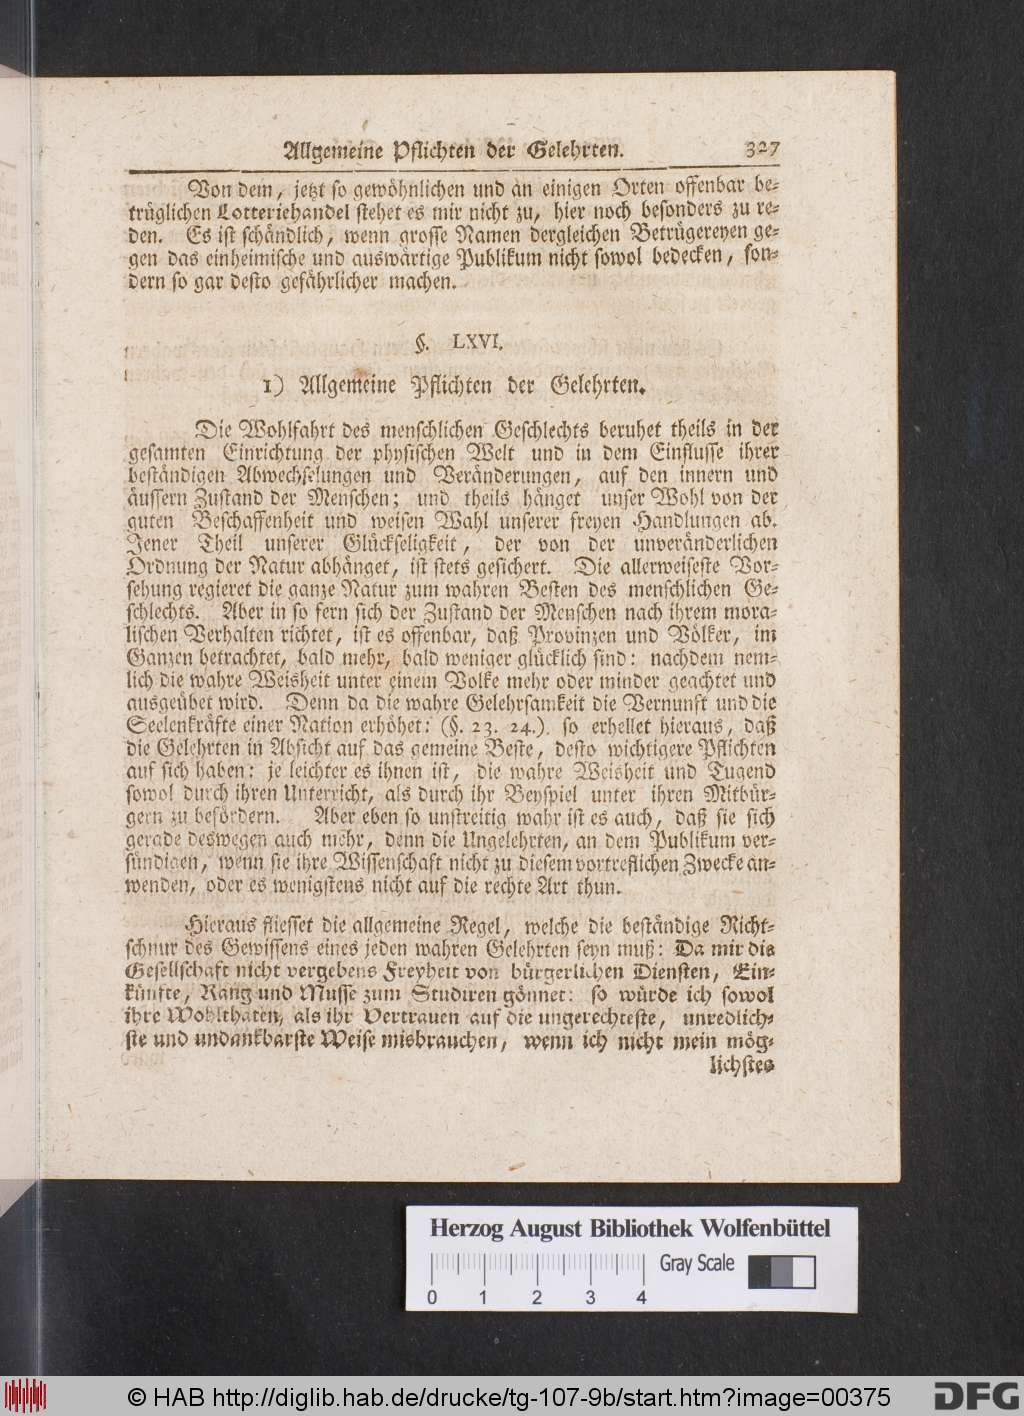 Allgemeine Pflichten der Gelehrten. 327
Von dem, jetzt so gewöhnlichen und an einigen Orten offenbar be-
trüglichen Lotteriehandel stehet es mir nicht zu, hier noch besonders zu re-
den. Es ist schändlich, wenn grosse Namen dergleichen Betrügereyen ge-
gen das einheimische und auswärtige Publikum nicht sowol bedecken, son-
dern so gar desto gefährlicher machen.
§. LXVI.
1) Allgemeine Pflichten der Gelehrten.
Die Wohlfahrt des menschlichen Geschlechts beruhet theils in der
gesamten Einrichtung der physischen Welt und in dem Einflusse ihrer
beständigen Abwechselungen und Veränderungen, auf den innern und
äussern Zustand der Menschen; und theils hänget unser Wohl von der
guten Beschaffenheit und weisen Wahl unserer freyen Handlungen ab.
Jener Theil unserer Glückseligkeit, der von der unveränderlichen
Ordnung der Natur abhänget, ist stets gesichert. Die allerweiseste Vor-
sehung regieret die ganze Natur zum wahren Besten des menschlichen Ge-
schlechts. Aber in so fern sich der Zustand der Menschen nach ihrem mora-
lischen Verhalten richtet, ist es offenbar, daß Provinzen und Völker, im
Ganzen betrachtet, bald mehr, bald weniger glücklich sind: nachdem nem-
lich die wahre Weisheit unter einem Volke mehr oder minder geachtet und
ausgeübet wird. Denn da die wahre Gelehrsamkeit die Vernunft und die
Seelenkräfte einer Nation erhöhet: (§. 23. 24.). so erhellet hieraus, daß
die Gelehrten in Absicht auf das gemeine Beste, desto wichtigere Pflichten
auf sich haben: je leichter es ihnen ist, die wahre Weisheit und Tugend
sowol durch ihren Unterricht, als durch ihr Beyspiel unter ihren Mitbür-
gern zu befördern. Aber eben so unstreitig wahr ist es auch, daß sie sich
gerade deswegen auch mehr, denn die Ungelehrten, an dem Publikum ver-
sündigen, wenn sie ihre Wissenschaft nicht zu diesem vortreflichen Zwecke an-
wenden, oder es wenigstens nicht auf die rechte Art thun.
Hieraus fliesset die allgemeine Regel, welche die beständige Richt-
schnur des Gewissens eines jeden wahren Gelehrten seyn muß: Da mir die
Gesellschaft nicht vergebens Freyheit von bürgerlichen Diensten, Ein-
künfte, Rang und Musse zum Studiren gönnet: so würde ich sowol
ihre Wohlthaten, als ihr Vertrauen auf die ungerechteste, unredlich-
ste und undankbarste Weise misbrauchen, wenn ich nicht mein mög-
lichstes
Herzog August Bibliothek Wolfenbüttel
Gray Scale
0 1 2 3 4
© HAB http://diglib.hab.de/drucke/tg-107-9b/start.htm?image=00375
DFG